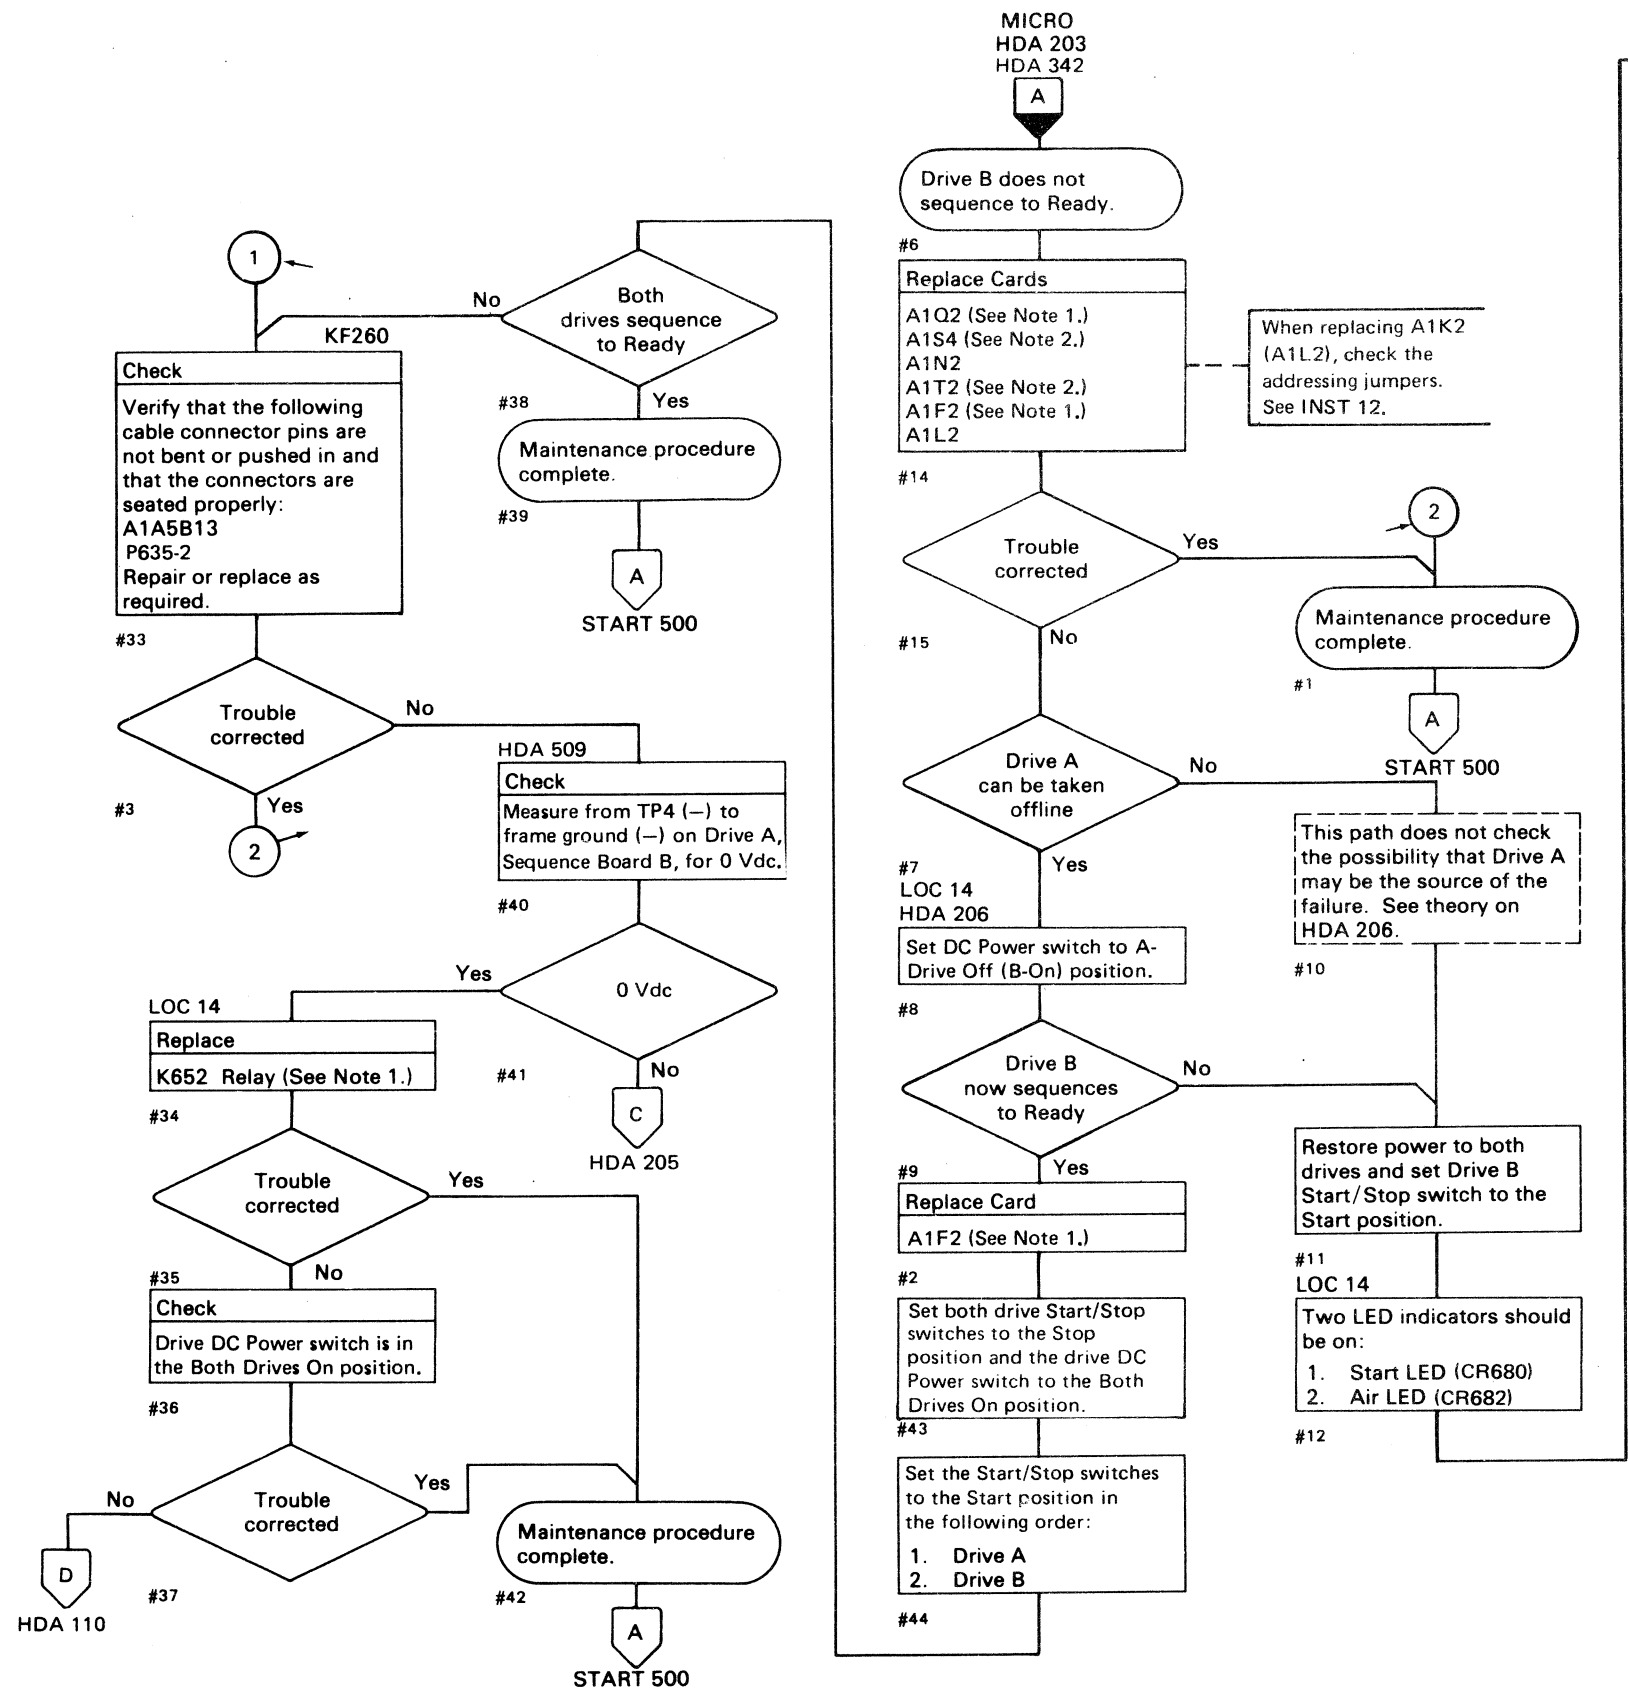 MICRO
HDA 203
HDA 342
A
Drive B does not
sequence to Ready.
#6
Replace Cards
A1Q2 (See Note 1.)
A1S4 (See Note 2.)
A1N2
A1T2 (See Note 2.)
A1F2 (See Note 1.)
A1L2
When replacing A1K2
(A1L2), check the
addressing jumpers.
See INST 12.
#14
Trouble
corrected
Yes
2
Maintenance procedure
complete.
#1
A
START 500
#15
No
Drive A
can be taken
offline
No
This path does not check
the possibility that Drive A
may be the source of the
failure. See theory on
HDA 206.
#10
#7
Yes
LOC 14
HDA 206
Set DC Power switch to A-
Drive Off (B-On) position.
#8
Drive B
now sequences
to Ready
No
Restore power to both
drives and set Drive B
Start/Stop switch to the
Start position.
#11
LOC 14
Two LED indicators should
be on:
1. Start LED (CR680)
2. Air LED (CR682)
#12
#9
Yes
Replace Card
A1F2 (See Note 1.)
#2
Set both drive Start/Stop
switches to the Stop
position and the drive DC
Power switch to the Both
Drives On position.
#43
Set the Start/Stop switches
to the Start position in
the following order:
1. Drive A
2. Drive B
#44
Both
drives sequence
to Ready
No
#38
Yes
Maintenance procedure
complete.
#39
A
START 500
1
KF260
Check
Verify that the following
cable connector pins are
not bent or pushed in and
that the connectors are
seated properly:
A1A5B13
P635-2
Repair or replace as
required.
#33
Trouble
corrected
No
#3
Yes
2
HDA 509
Check
Measure from TP4 (—) to
frame ground (—) on Drive A,
Sequence Board B, for 0 Vdc.
#40
0 Vdc
Yes
#41
No
C
HDA 205
LOC 14
Replace
K652 Relay (See Note 1.)
#34
Trouble
corrected
Yes
#35
No
Check
Drive DC Power switch is in
the Both Drives On position.
#36
Trouble
corrected
No
Yes
D
HDA 110
#37
Maintenance procedure
complete.
#42
A
START 500